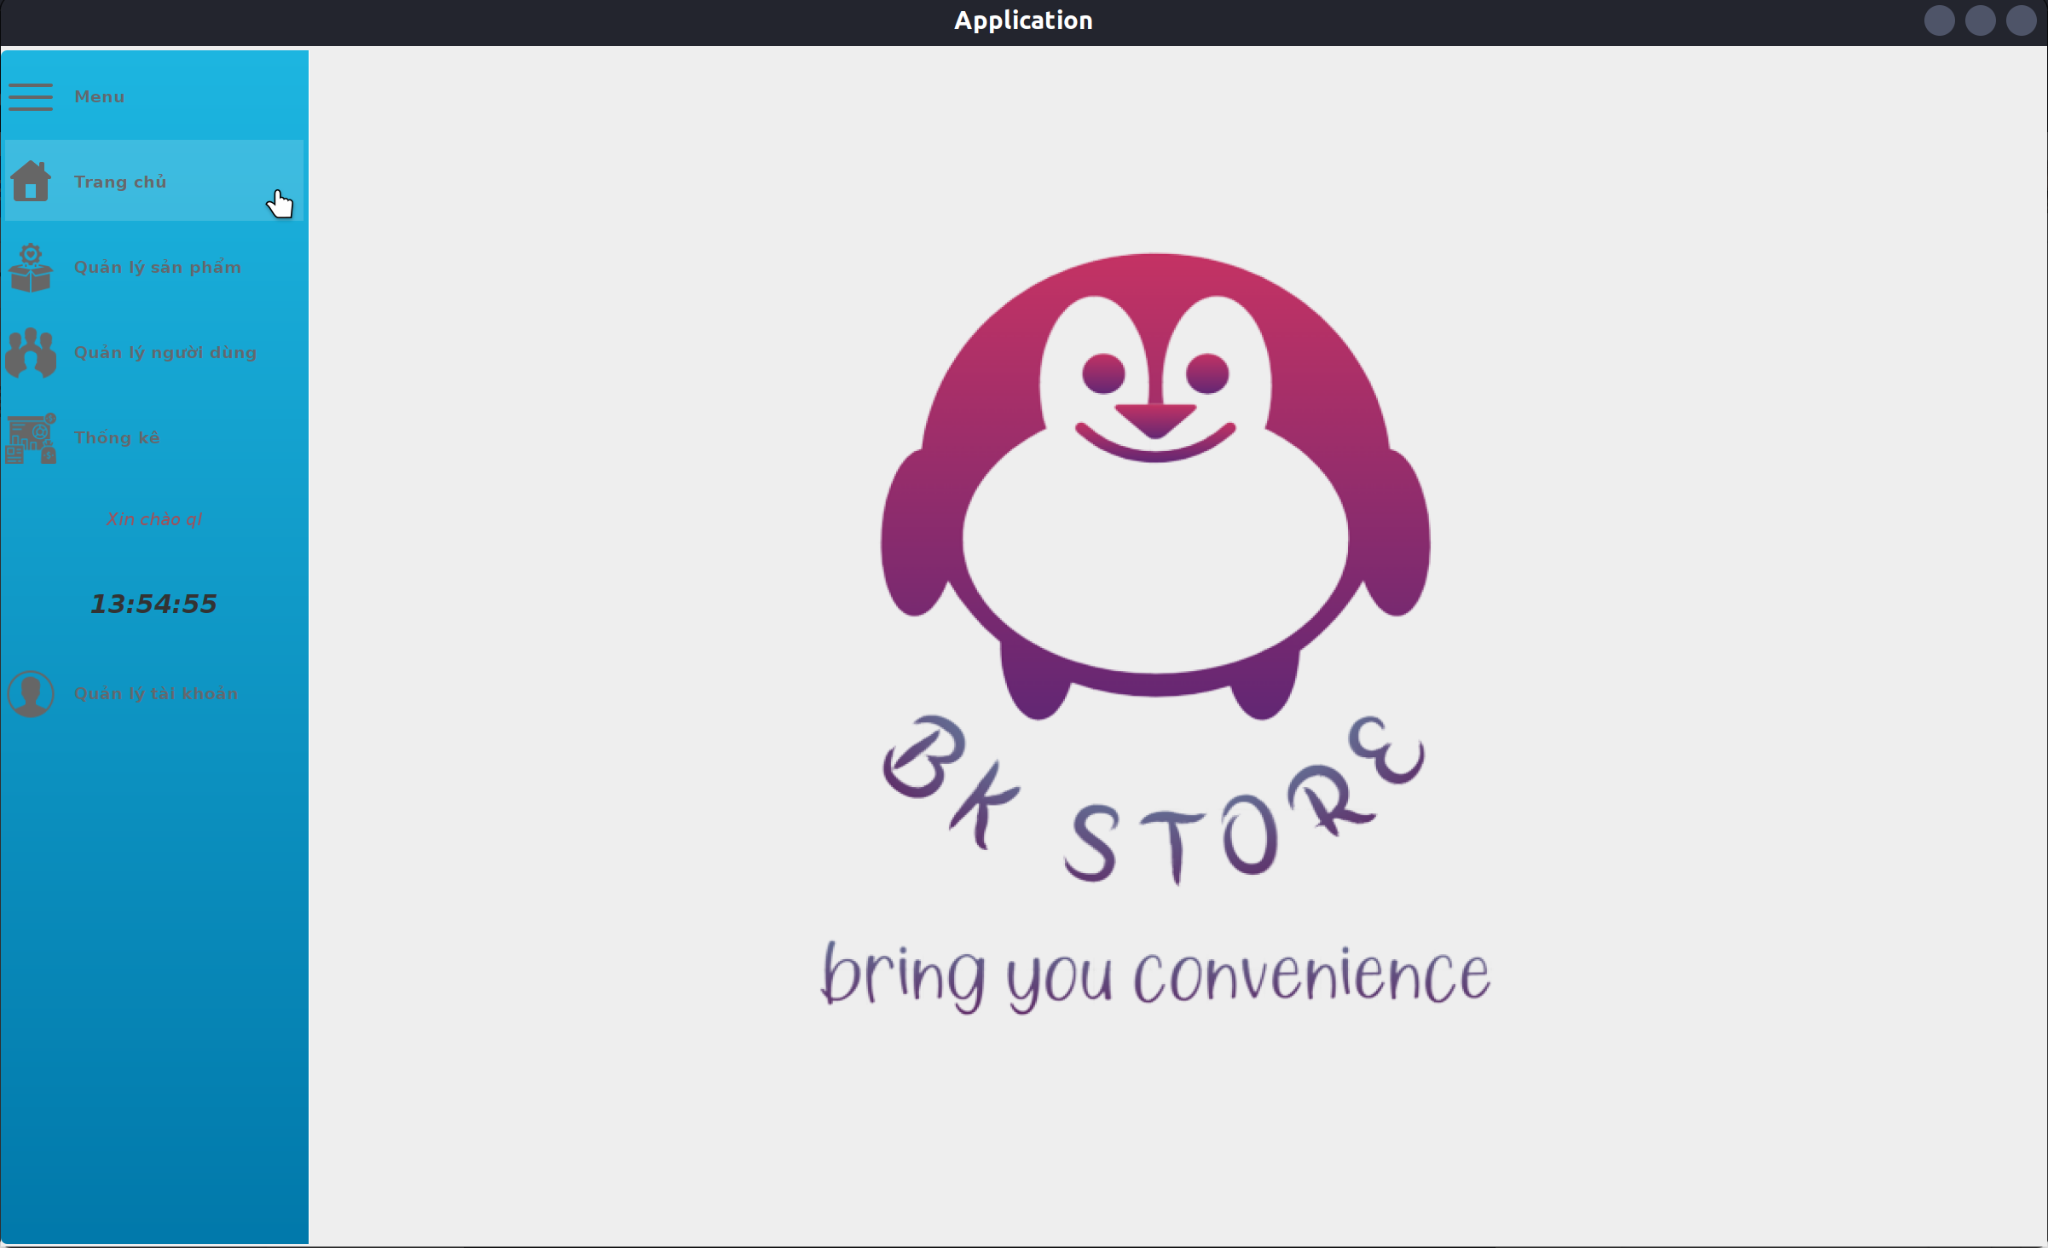 Application
Menu
Trang chủ
Quản lý sản phẩm
Quản lý người dùng
Thống kê
Xin chào ql
13:54:55
Quản lý tài khoản
BK STORE
bring you convenience